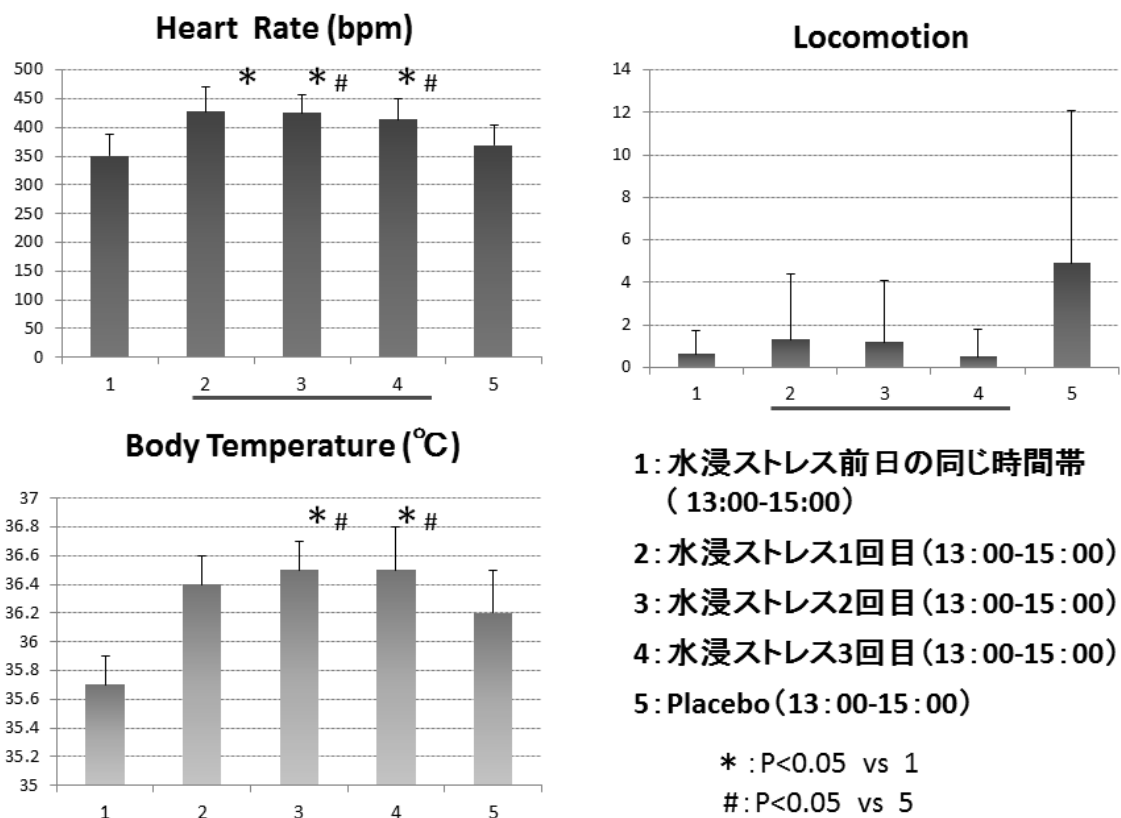 Heart Rate (bpm)
500
450
400
350
300
250
200
150
100
50
0
* * # * #
1 2 3 4 5
Locomotion
14
12
10
8
6
4
2
0
1 2 3 4 5
Body Temperature (℃)
37
36.8
36.6
36.4
36.2
36
35.8
35.6
35.4
35.2
35
* # * #
1 2 3 4 5
1:水浸ストレス前日の同じ時間帯
( 13:00-15:00)
2:水浸ストレス1回目(13:00-15:00)
3:水浸ストレス2回目(13:00-15:00)
4:水浸ストレス3回目(13:00-15:00)
5:Placebo(13:00-15:00)
* :P<0.05 vs 1
#:P<0.05 vs 5